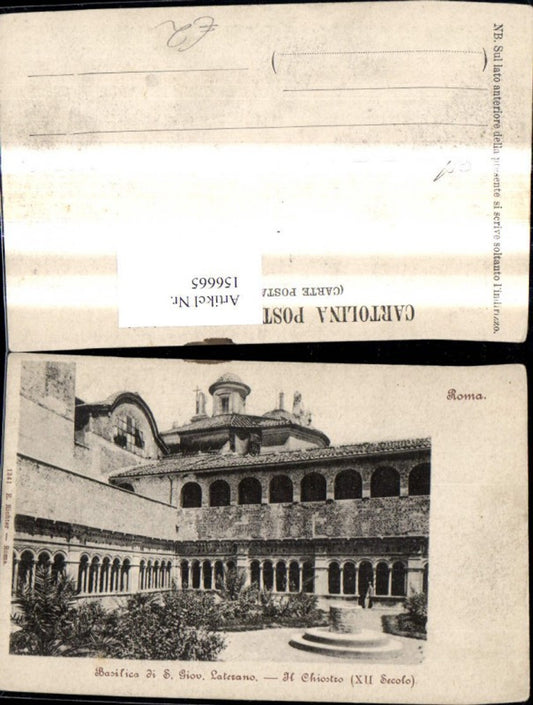 NB. Sul lato anteriore della presente si scrive soltanto l'indirizzo.
CARTOLINA POST
(CARTE POSTA
Artikel Nr.
156665
Roma.
1341 E. Richter — Roma.
Basilica di S. Giov. Laterano. — Il Chiostro (XII Secolo)